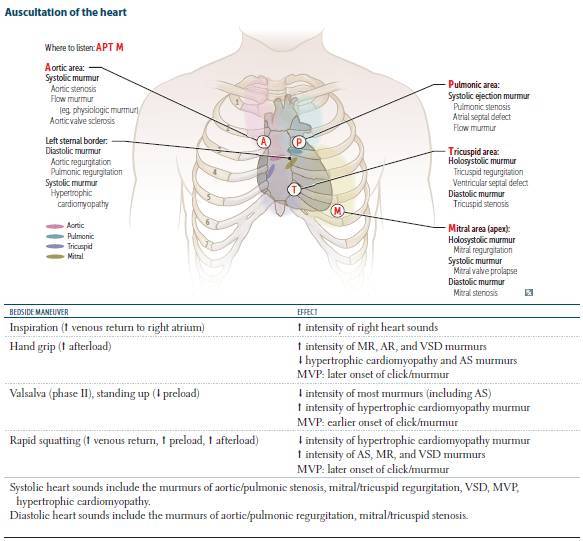 Auscultation of the heart
Where to listen: APT M
Aortic area:
Systolic murmur
Aortic stenosis
Flow murmur
(eg, physiologic murmur)
Aortic valve sclerosis
Left sternal border:
Diastolic murmur
Aortic regurgitation
Pulmonic regurgitation
Systolic murmur
Hypertrophic
cardiomyopathy
Aortic
Pulmonic
Tricuspid
Mitral
1
2
3
4
5
6
7
A
P
T
M
Pulmonic area:
Systolic ejection murmur
Pulmonic stenosis
Atrial septal defect
Flow murmur
Tricuspid area:
Holosystolic murmur
Tricuspid regurgitation
Ventricular septal defect
Diastolic murmur
Tricuspid stenosis
Mitral area (apex):
Holosystolic murmur
Mitral regurgitation
Systolic murmur
Mitral valve prolapse
Diastolic murmur
Mitral stenosis
BEDSIDE MANEUVER EFFECT
Inspiration (↑ venous return to right atrium) ↑ intensity of right heart sounds
Hand grip (↑ afterload) ↑ intensity of MR, AR, and VSD murmurs
↓ hypertrophic cardiomyopathy and AS murmurs
MVP: later onset of click/murmur
Valsalva (phase II), standing up (↓ preload) ↓ intensity of most murmurs (including AS)
↑ intensity of hypertrophic cardiomyopathy murmur
MVP: earlier onset of click/murmur
Rapid squatting (↑ venous return, ↑ preload, ↑ afterload) ↓ intensity of hypertrophic cardiomyopathy murmur
↑ intensity of AS, MR, and VSD murmurs
MVP: later onset of click/murmur
Systolic heart sounds include the murmurs of aortic/pulmonic stenosis, mitral/tricuspid regurgitation, VSD, MVP,
hypertrophic cardiomyopathy.
Diastolic heart sounds include the murmurs of aortic/pulmonic regurgitation, mitral/tricuspid stenosis.